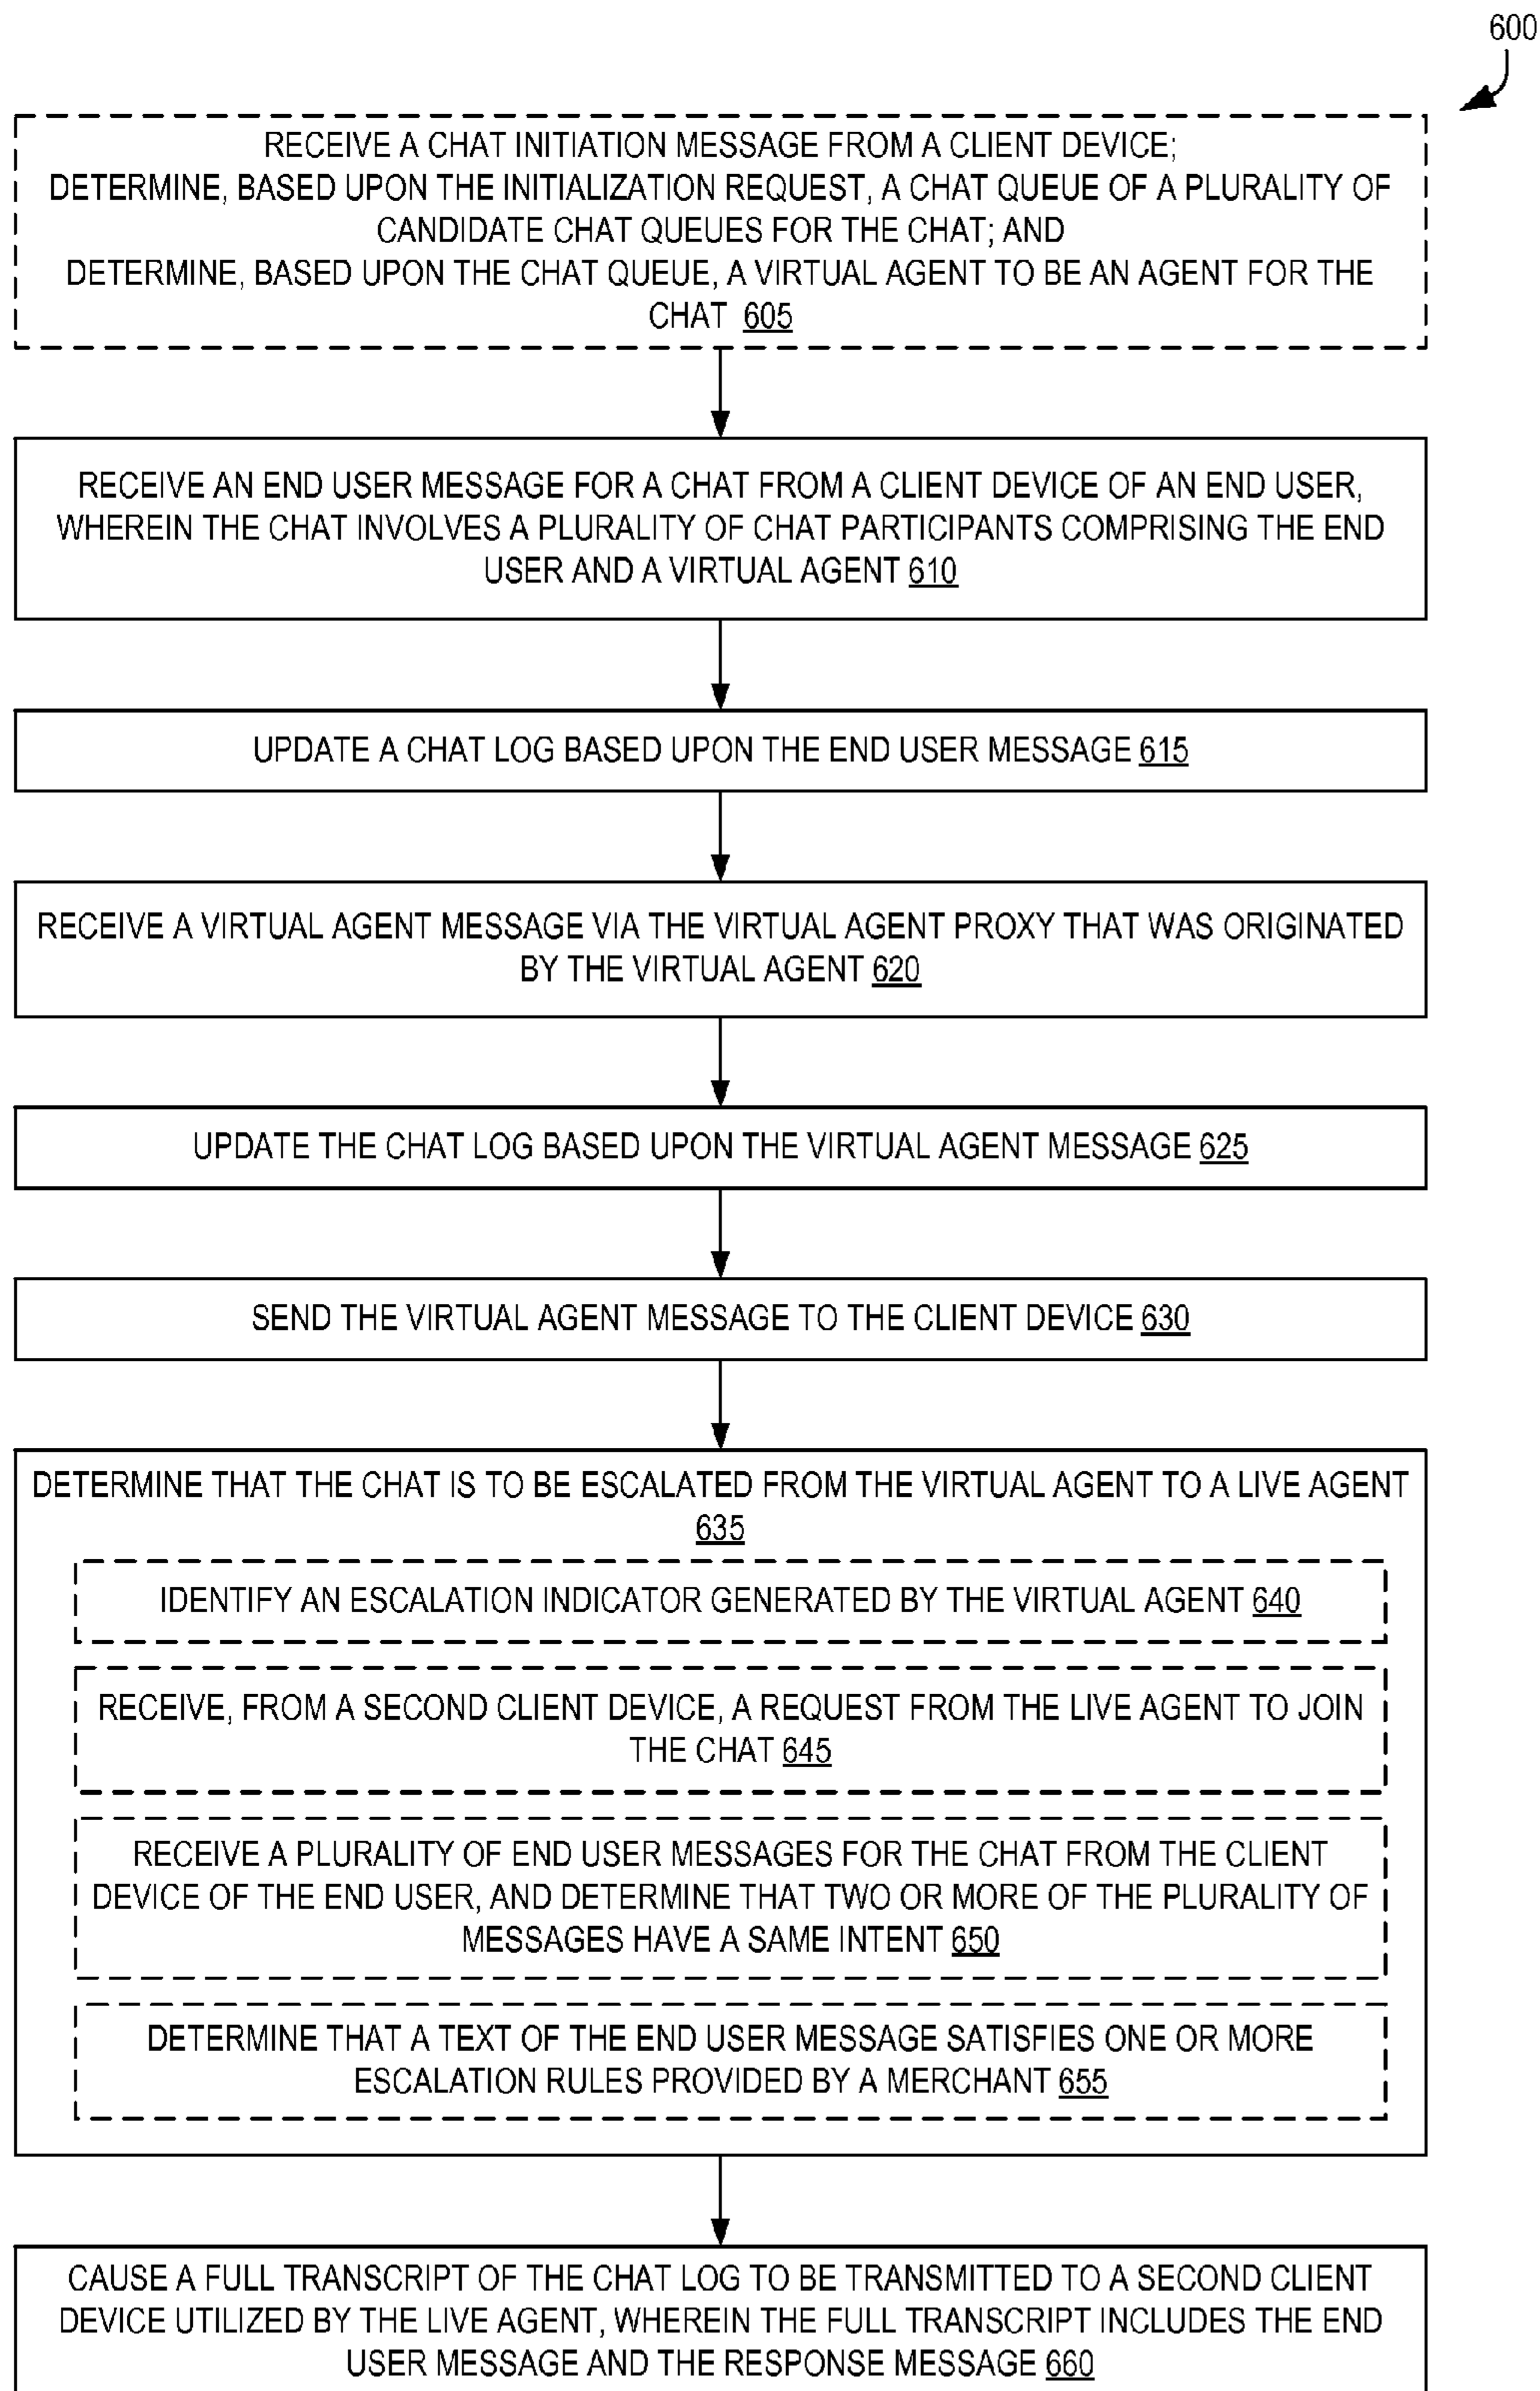 600
RECEIVE A CHAT INITIATION MESSAGE FROM A CLIENT DEVICE;
DETERMINE, BASED UPON THE INITIALIZATION REQUEST, A CHAT QUEUE OF A PLURALITY OF
CANDIDATE CHAT QUEUES FOR THE CHAT; AND
DETERMINE, BASED UPON THE CHAT QUEUE, A VIRTUAL AGENT TO BE AN AGENT FOR THE
CHAT 605
RECEIVE AN END USER MESSAGE FOR A CHAT FROM A CLIENT DEVICE OF AN END USER,
WHEREIN THE CHAT INVOLVES A PLURALITY OF CHAT PARTICIPANTS COMPRISING THE END
USER AND A VIRTUAL AGENT 610
UPDATE A CHAT LOG BASED UPON THE END USER MESSAGE 615
RECEIVE A VIRTUAL AGENT MESSAGE VIA THE VIRTUAL AGENT PROXY THAT WAS ORIGINATED
BY THE VIRTUAL AGENT 620
UPDATE THE CHAT LOG BASED UPON THE VIRTUAL AGENT MESSAGE 625
SEND THE VIRTUAL AGENT MESSAGE TO THE CLIENT DEVICE 630
DETERMINE THAT THE CHAT IS TO BE ESCALATED FROM THE VIRTUAL AGENT TO A LIVE AGENT
635
IDENTIFY AN ESCALATION INDICATOR GENERATED BY THE VIRTUAL AGENT 640
RECEIVE, FROM A SECOND CLIENT DEVICE, A REQUEST FROM THE LIVE AGENT TO JOIN
THE CHAT 645
RECEIVE A PLURALITY OF END USER MESSAGES FOR THE CHAT FROM THE CLIENT
DEVICE OF THE END USER, AND DETERMINE THAT TWO OR MORE OF THE PLURALITY OF
MESSAGES HAVE A SAME INTENT 650
DETERMINE THAT A TEXT OF THE END USER MESSAGE SATISFIES ONE OR MORE
ESCALATION RULES PROVIDED BY A MERCHANT 655
CAUSE A FULL TRANSCRIPT OF THE CHAT LOG TO BE TRANSMITTED TO A SECOND CLIENT
DEVICE UTILIZED BY THE LIVE AGENT, WHEREIN THE FULL TRANSCRIPT INCLUDES THE END
USER MESSAGE AND THE RESPONSE MESSAGE 660